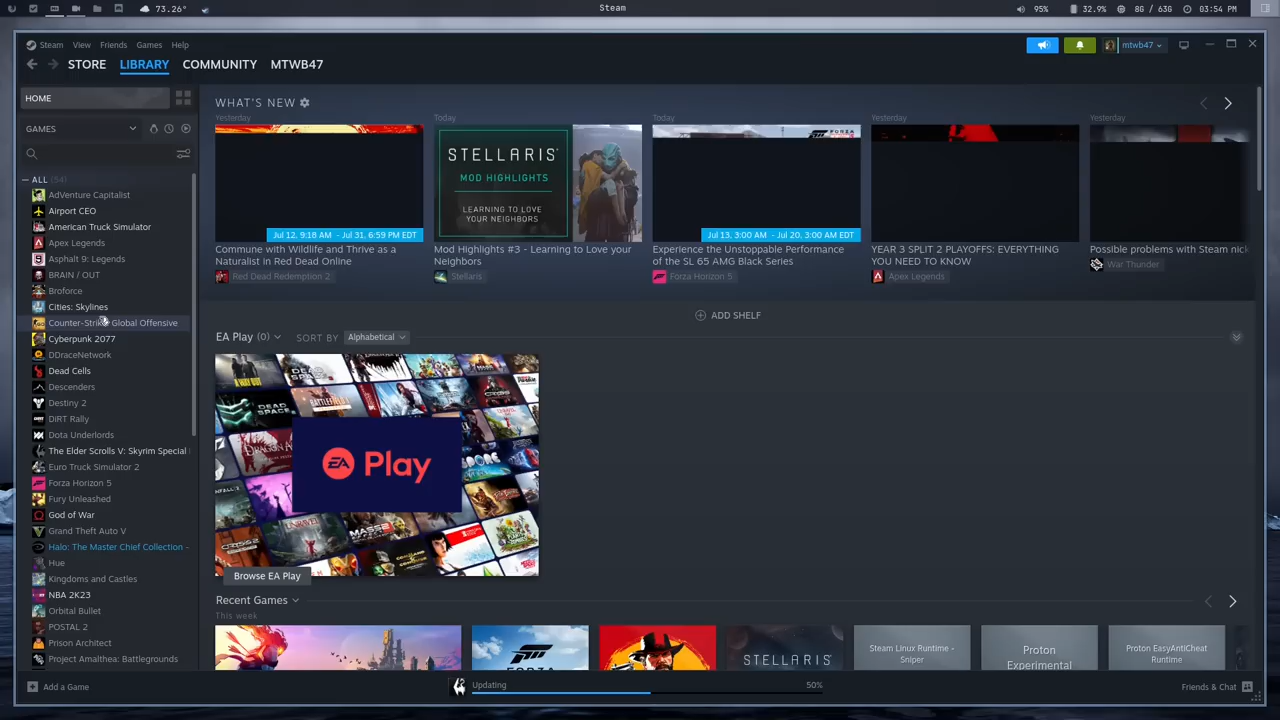 73.26°
Steam
95%
32.9%
8G / 63G
03:54 PM
Steam View Friends Games Help
mtwb47
STORE LIBRARY COMMUNITY MTWB47
HOME
GAMES
ALL (54)
AdVenture Capitalist
Airport CEO
American Truck Simulator
Apex Legends
Asphalt 9: Legends
BRAIN / OUT
Broforce
Cities: Skylines
Counter-Strike Global Offensive
Cyberpunk 2077
DDraceNetwork
Dead Cells
Descenders
Destiny 2
DIRT Rally
Dota Underlords
The Elder Scrolls V: Skyrim Special
Euro Truck Simulator 2
Forza Horizon 5
Fury Unleashed
God of War
Grand Theft Auto V
Halo: The Master Chief Collection -
Hue
Kingdoms and Castles
NBA 2K23
Orbital Bullet
POSTAL 2
Prison Architect
Project Amalthea: Battlegrounds
WHAT'S NEW
Yesterday
Jul 12, 9:18 AM - Jul 31, 6:59 PM EDT
Commune with Wildlife and Thrive as a
Naturalist in Red Dead Online
Red Dead Redemption 2
Today
STELLARIS
MOD HIGHLIGHTS
LEARNING TO LOVE
YOUR NEIGHBORS
Mod Highlights #3 - Learning to Love your
Neighbors
Stellaris
Today
FORZA
Jul 13, 3:00 AM - Jul 20, 3:00 AM EDT
Experience the Unstoppable Performance
of the SL 65 AMG Black Series
Forza Horizon 5
Yesterday
YEAR 3 SPLIT 2 PLAYOFFS: EVERYTHING
YOU NEED TO KNOW
Apex Legends
Yesterday
Possible problems with Steam nick
War Thunder
ADD SHELF
EA Play (0)
SORT BY Alphabetical
DEAD SPACE
EA Play
Browse EA Play
Recent Games
This week
STELLARIS
Steam Linux Runtime -
Sniper
Proton
Experimental
Proton EasyAntiCheat
Runtime
Add a Game
Updating
50%
Friends & Chat